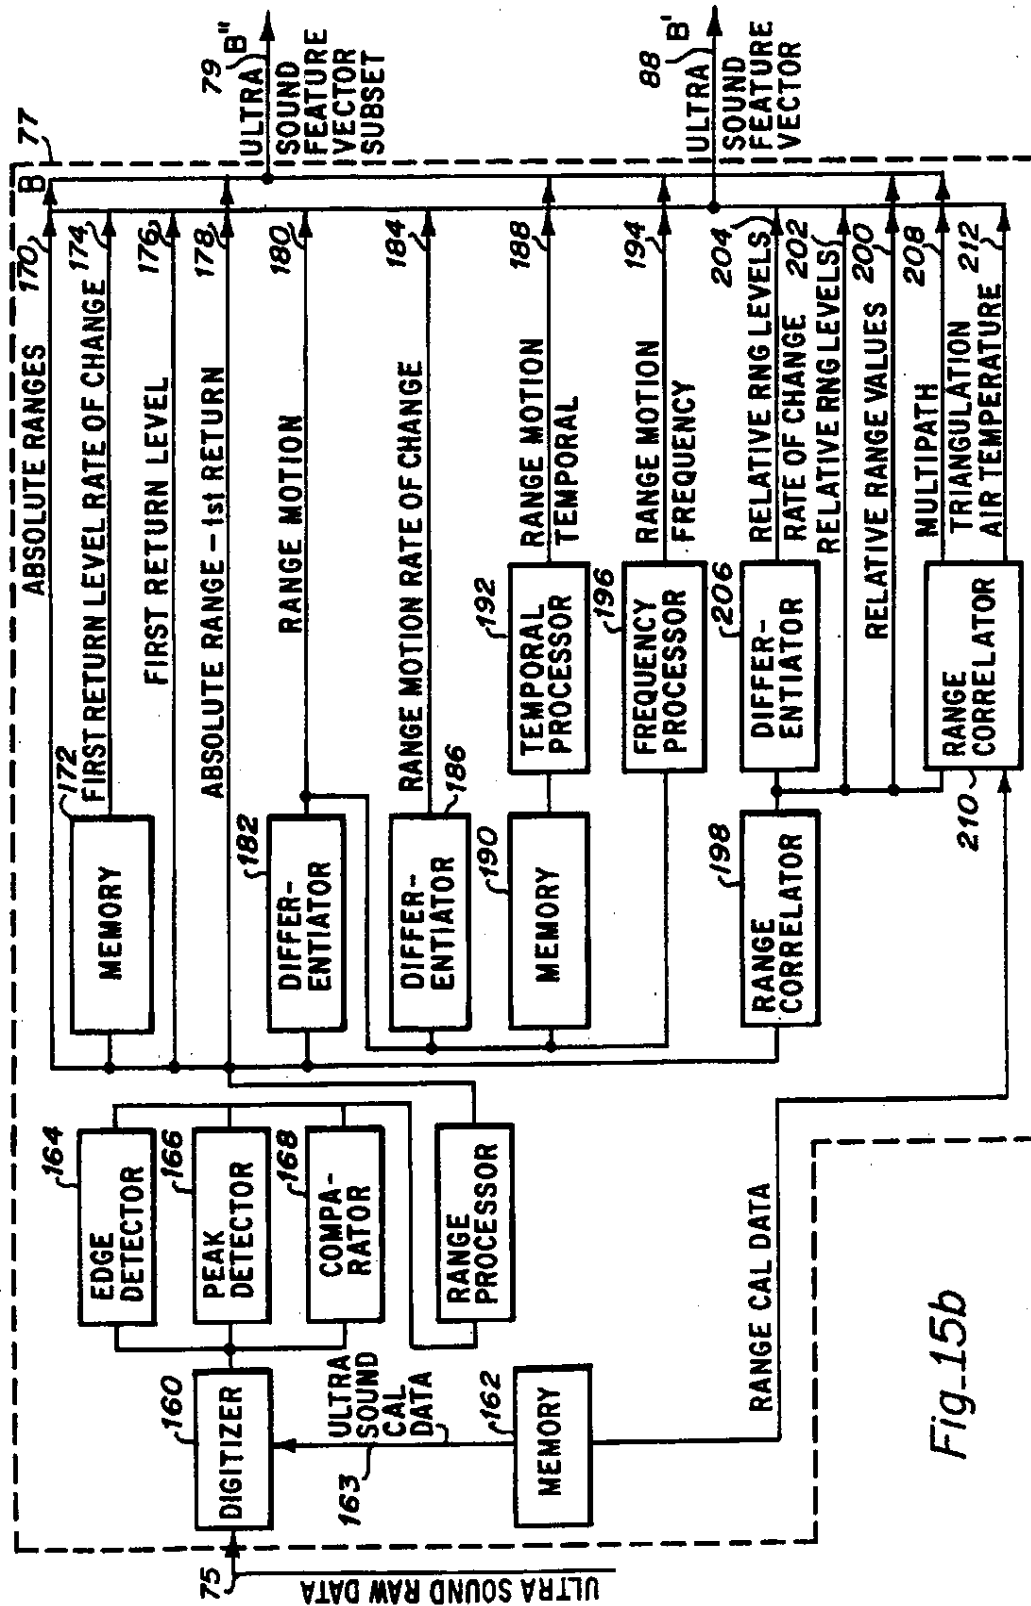 ULTRA SOUND RAW DATA
75
160
DIGITIZER
163
ULTRA
SOUND
CAL
DATA
162
MEMORY
164
EDGE
DETECTOR
166
PEAK
DETECTOR
168
COMPA-
RATOR
RANGE
PROCESSOR
RANGE CAL DATA
172
MEMORY
182
DIFFER-
ENTIATOR
DIFFER-
ENTIATOR
186
190
MEMORY
192
TEMPORAL
PROCESSOR
196
FREQUENCY
PROCESSOR
198
RANGE
CORRELATOR
206
DIFFER-
ENTIATOR
210
RANGE
CORRELATOR
ABSOLUTE RANGES
170
FIRST RETURN LEVEL RATE OF CHANGE
174
FIRST RETURN LEVEL
176
ABSOLUTE RANGE – 1st RETURN
178
RANGE MOTION
180
RANGE MOTION RATE OF CHANGE
184
RANGE MOTION
TEMPORAL
188
RANGE MOTION
FREQUENCY
194
RELATIVE RNG LEVELS
RATE OF CHANGE
204
RELATIVE RNG LEVELS
202
RELATIVE RANGE VALUES
200
MULTIPATH
TRIANGULATION
208
AIR TEMPERATURE
212
B
77
79
B"
ULTRA
SOUND
FEATURE
VECTOR
SUBSET
88
B'
ULTRA
SOUND
FEATURE
VECTOR
Fig_15b